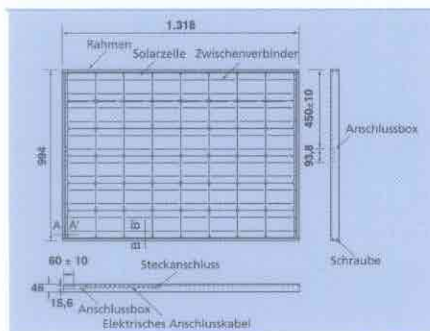 1.318
Rahmen
Solarzelle Zwischenverbinder
450±10
994
93,8
Anschlussbox
A A'
B'
B
60 ± 10
Steckanschluss
Schraube
46
15,6
Anschlussbox
Elektrisches Anschlusskabel